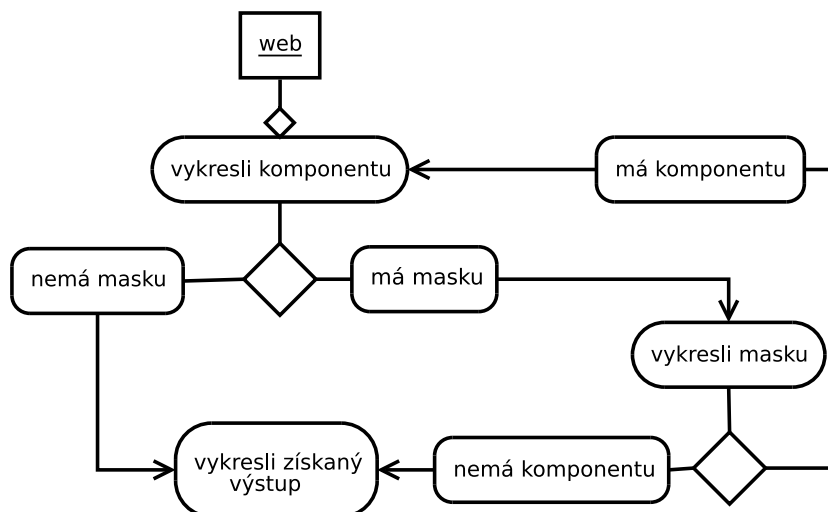 web
vykresli komponentu
má komponentu
nemá masku
má masku
vykresli masku
vykresli získaný
výstup
nemá komponentu